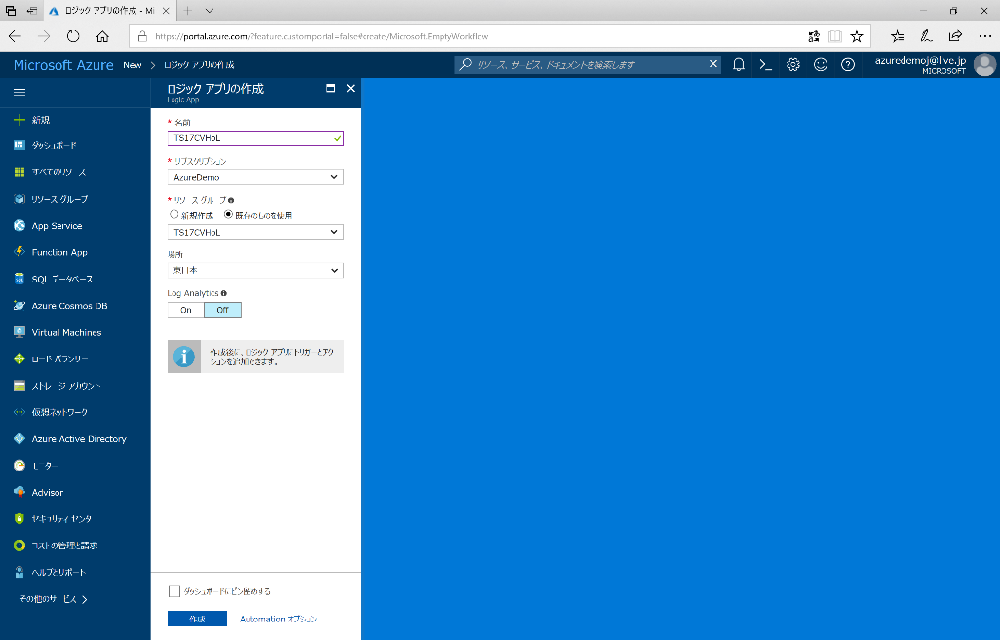 ロジック アプリの作成 - Mi
https://portal.azure.com/?feature.customportal=false#create/Microsoft.EmptyWorkflow
Microsoft Azure New > ロジック アプリの作成
リソース、サービス、ドキュメントを検索します
azuredemoj@live.jp
MICROSOFT
新規
ダッシュボード
すべてのリソース
リソース グループ
App Service
Function App
SQL データベース
Azure Cosmos DB
Virtual Machines
ロード バランサー
ストレージ アカウント
仮想ネットワーク
Azure Active Directory
モニター
Advisor
セキュリティ センター
コストの管理と請求
ヘルプとサポート
その他のサービス >
ロジック アプリの作成
Logic App
* 名前
TS17CVHoL
* サブスクリプション
AzureDemo
* リソース グループ
新規作成 既存のものを使用
TS17CVHoL
場所
東日本
Log Analytics
On Off
作成後に、ロジック アプリにトリガーとアク
ションを追加できます。
ダッシュボードにピン留めする
作成 Automation オプション